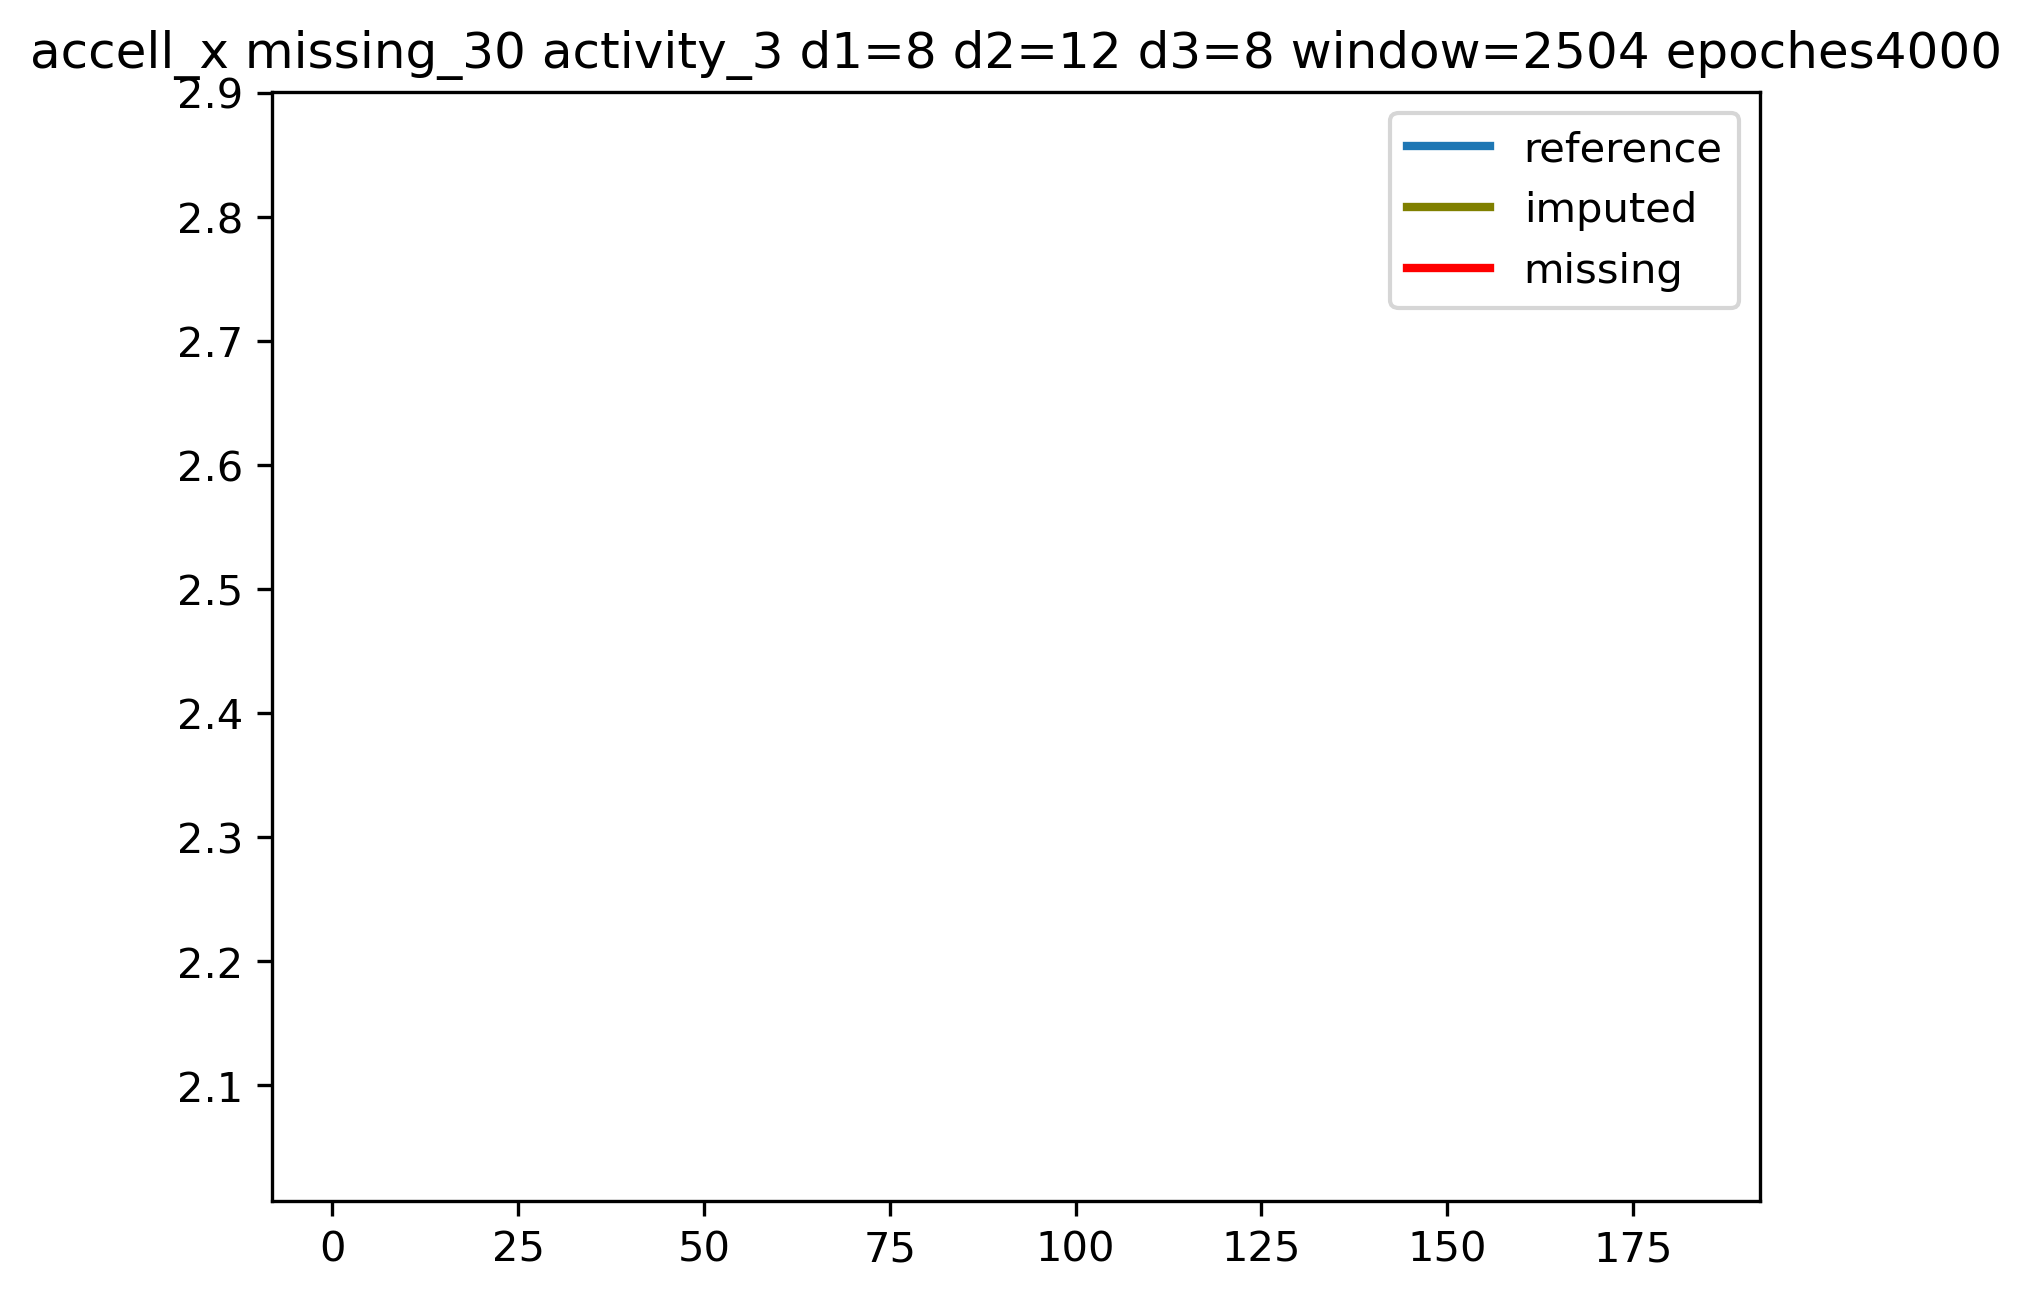 accell_x missing_30 activity_3 d1=8 d2=12 d3=8 window=2504 epoches4000
2.9
2.8
2.7
2.6
2.5
2.4
2.3
2.2
2.1
reference
imputed
missing
0 25 50 75 100 125 150 175